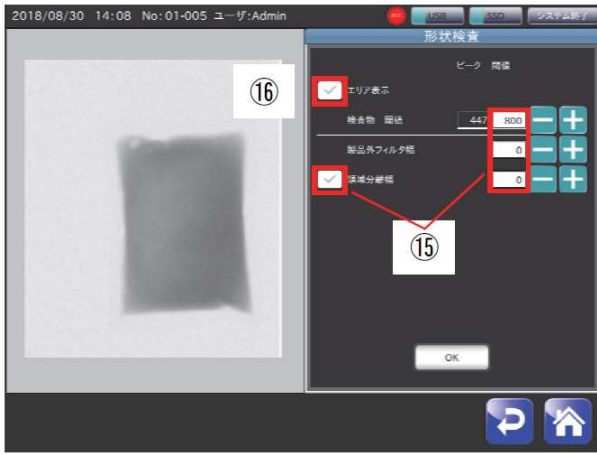 2018/08/30 14:08 No:01-005 ユーザ:Admin
USB
SSD
システム終了
形状検査
⑯
ピーク 閾値
エリア表示
検査物 閾値 447 800
製品外フィルタ幅 0
領域分離幅 0
⑮
OK